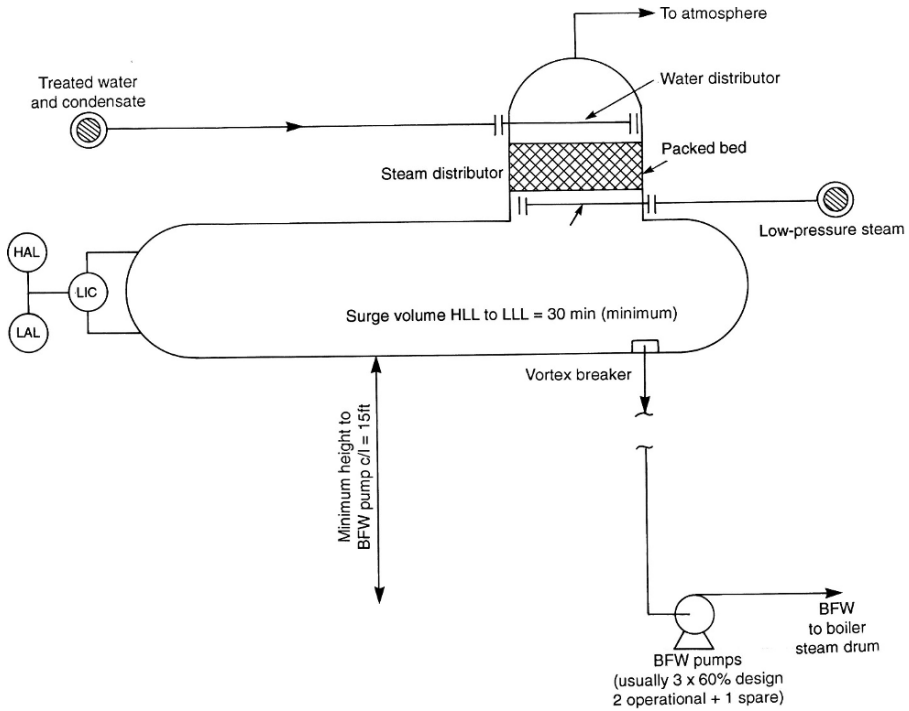 To atmosphere
Treated water
and condensate
Water distributor
Packed bed
Steam distributor
Low-pressure steam
HAL
LIC
LAL
Surge volume HLL to LLL = 30 min (minimum)
Vortex breaker
Minimum height to
BFW pump c/l = 15ft
BFW
to boiler
steam drum
BFW pumps
(usually 3 x 60% design
2 operational + 1 spare)